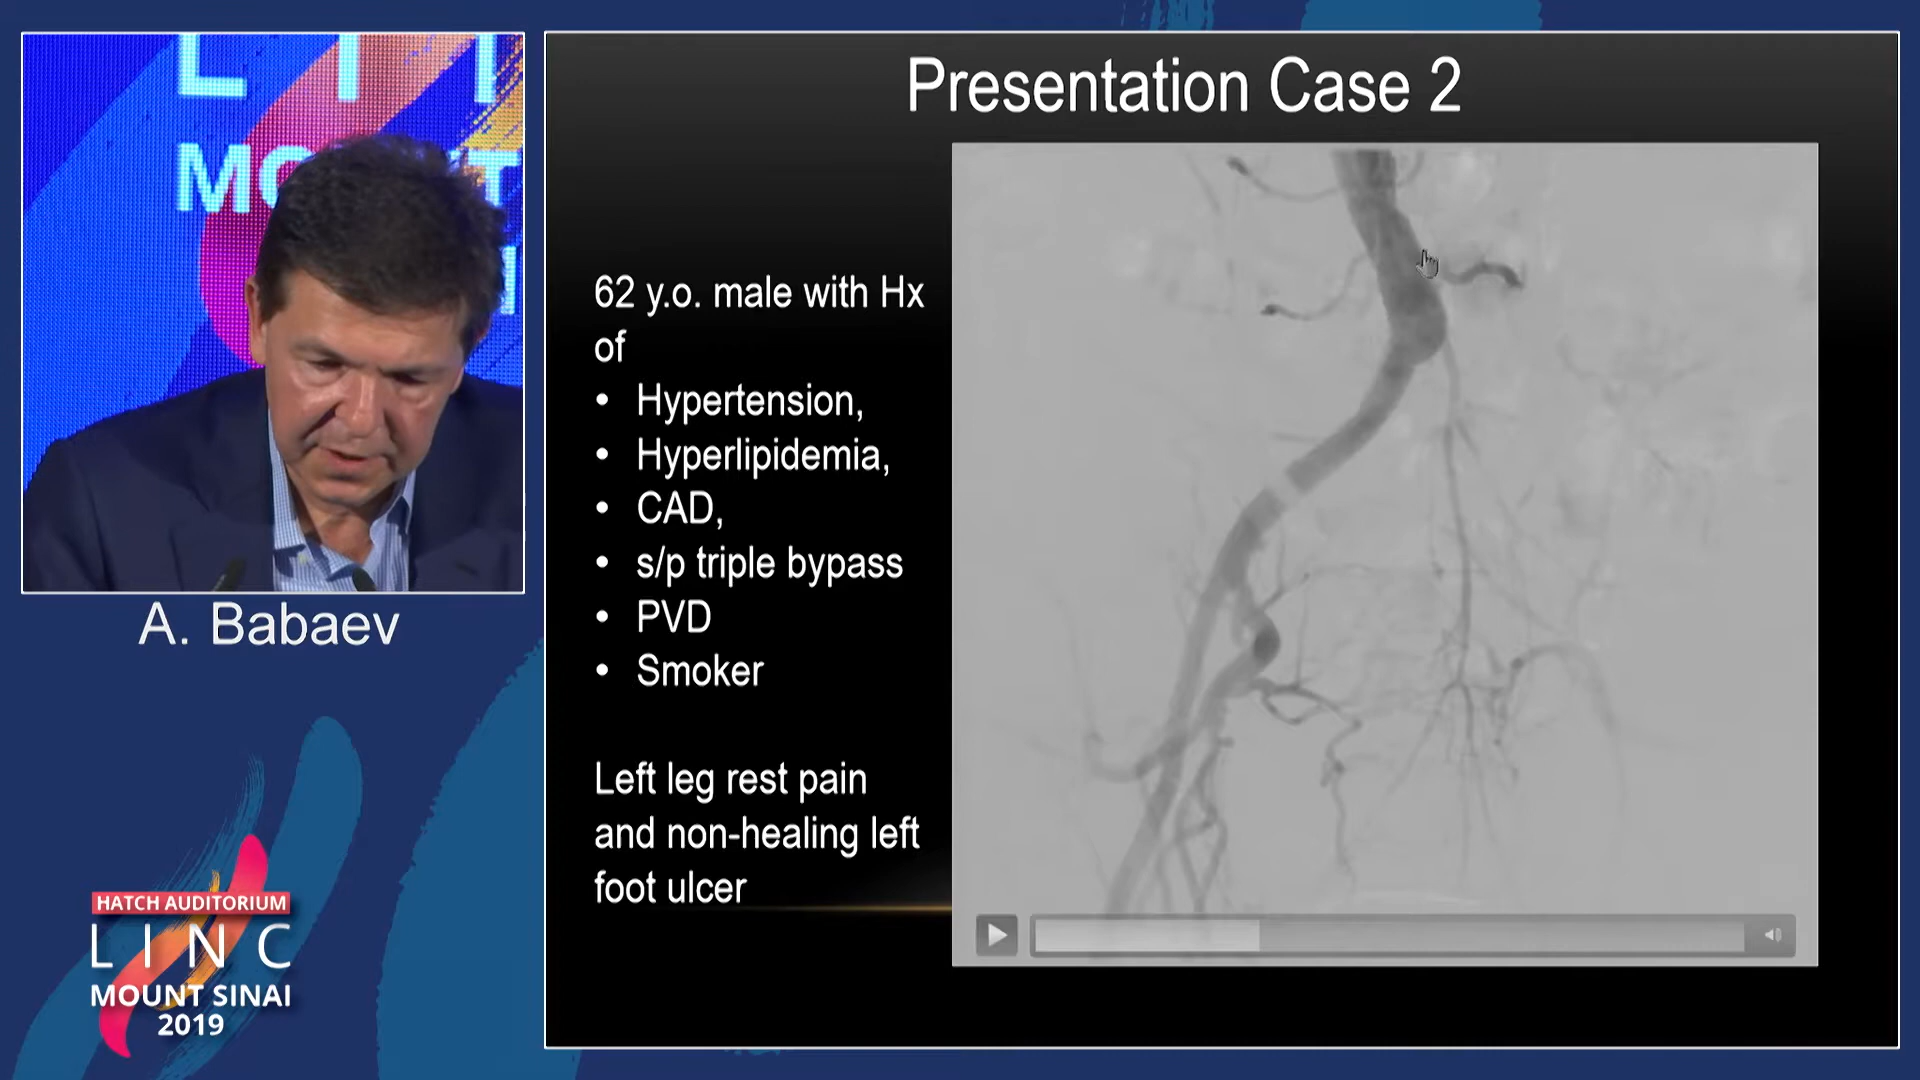 L I N
MO T
Presentation Case 2
62 y.o. male with Hx
of
• Hypertension,
• Hyperlipidemia,
• CAD,
• s/p triple bypass
• PVD
• Smoker
Left leg rest pain
and non-healing left
foot ulcer
A. Babaev
HATCH AUDITORIUM
LINC
MOUNT SINAI
2019